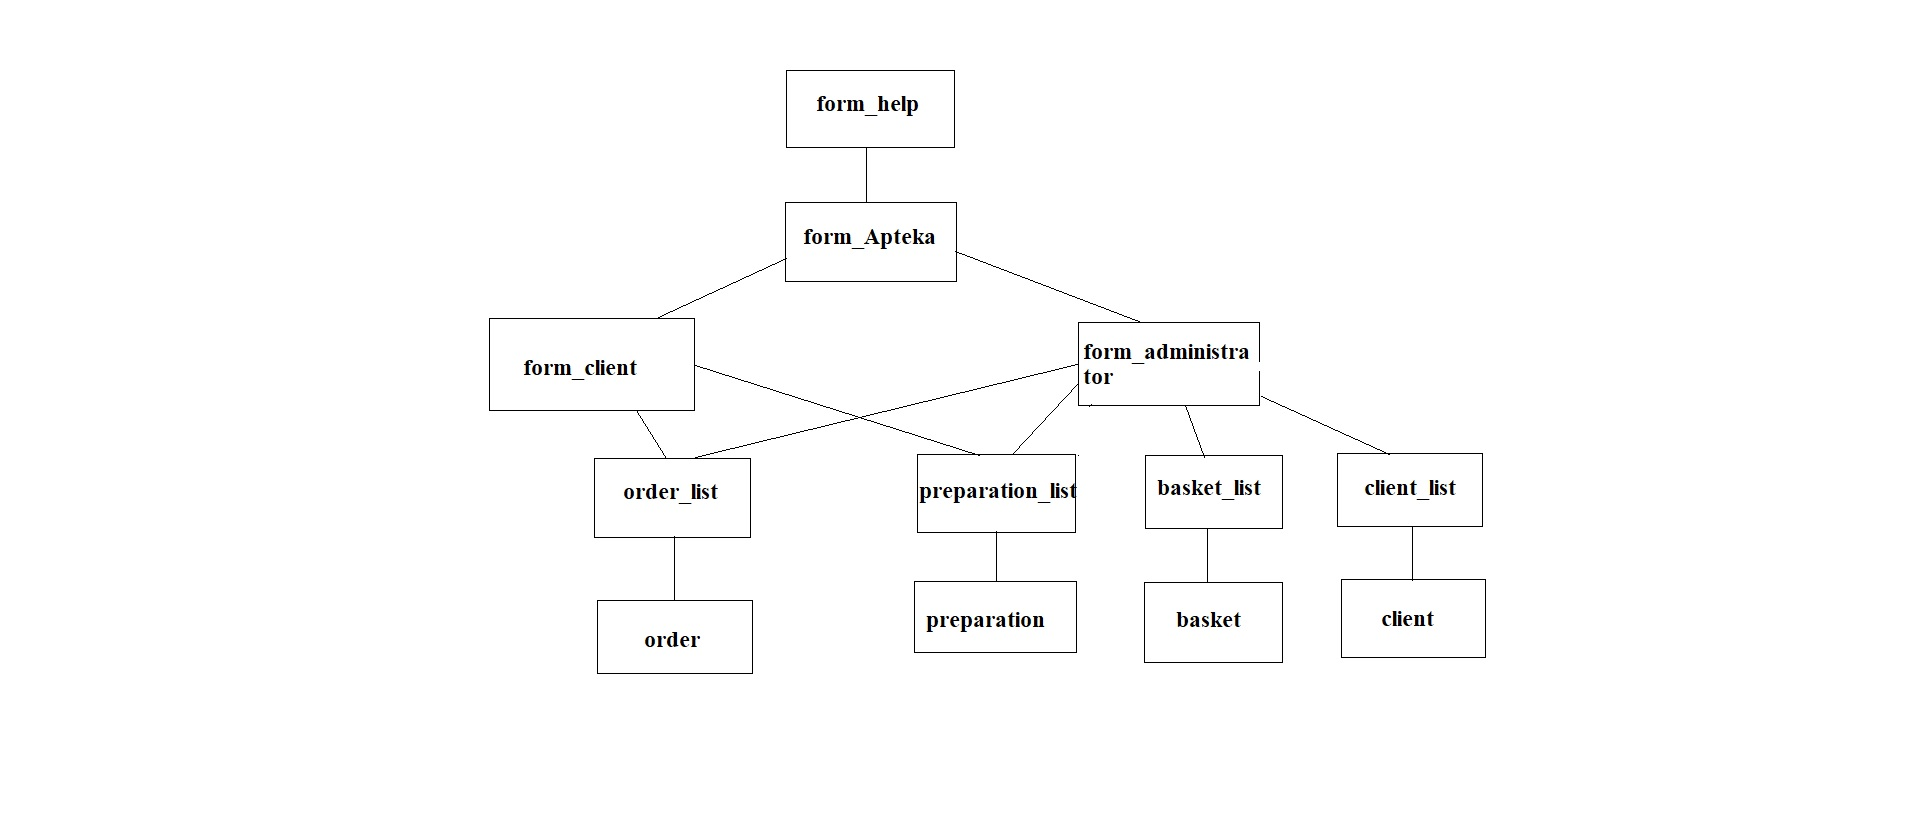 form_help
form_Apteka
form_client
form_administra
tor
order_list
preparation_list
basket_list
client_list
order
preparation
basket
client